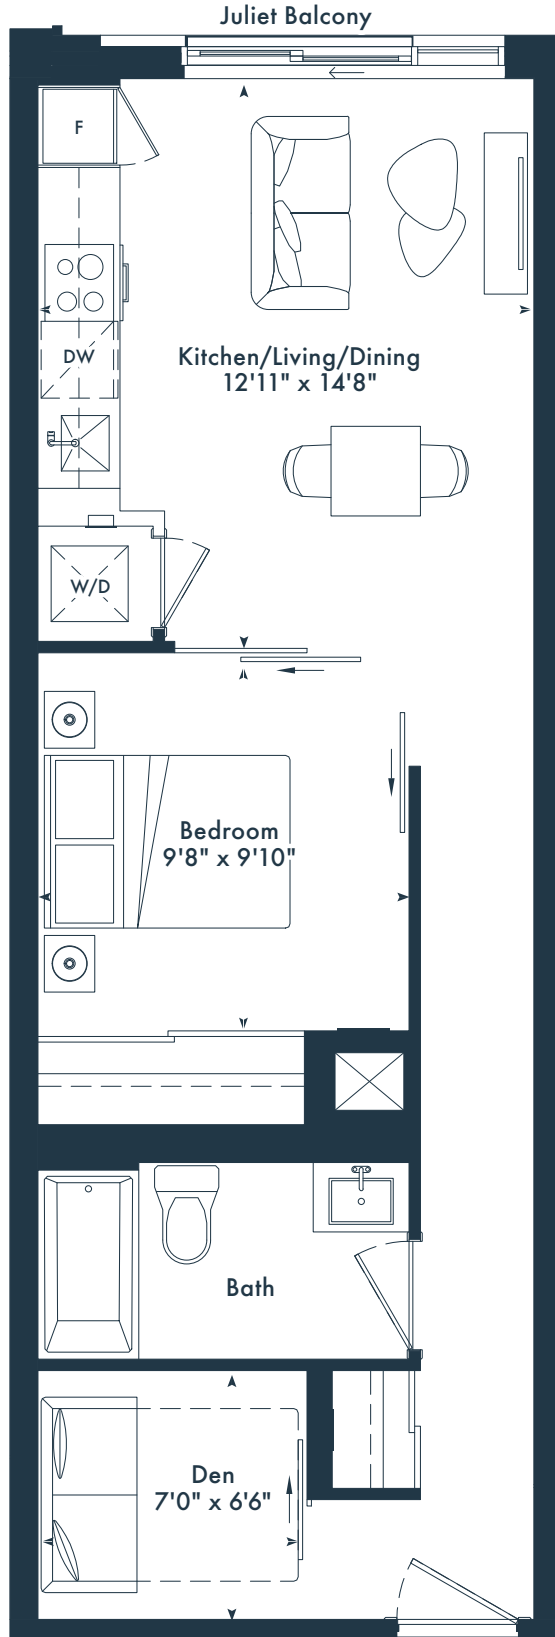 Juliet Balcony
F
DW
Kitchen/Living/Dining
12'11" x 14'8"
W/D
Bedroom
9'8" x 9'10"
Bath
Den
7'0" x 6'6"